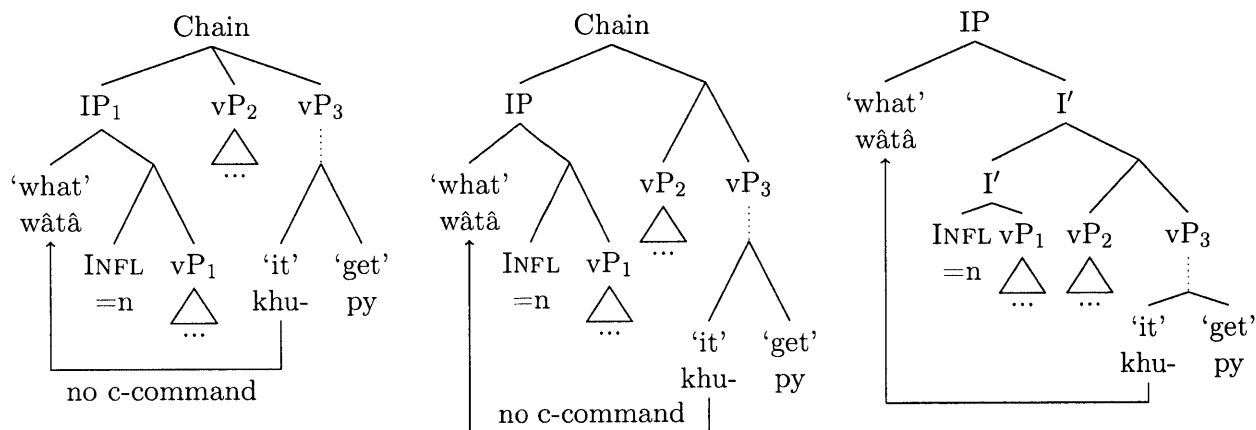 Chain
IP₁ vP₂ vP₃
...
‘what’
wâtâ
INFL vP₁ ‘it’ ‘get’
=n khu- py
...
no c-command
Chain
IP
vP₂ vP₃
‘what’
wâtâ
...
INFL vP₁
=n
...
‘it’ ‘get’
khu- py
no c-command
IP
‘what’ I′
wâtâ
I′
INFL vP₁ vP₂ vP₃
=n
... ...
‘it’ ‘get’
khu- py